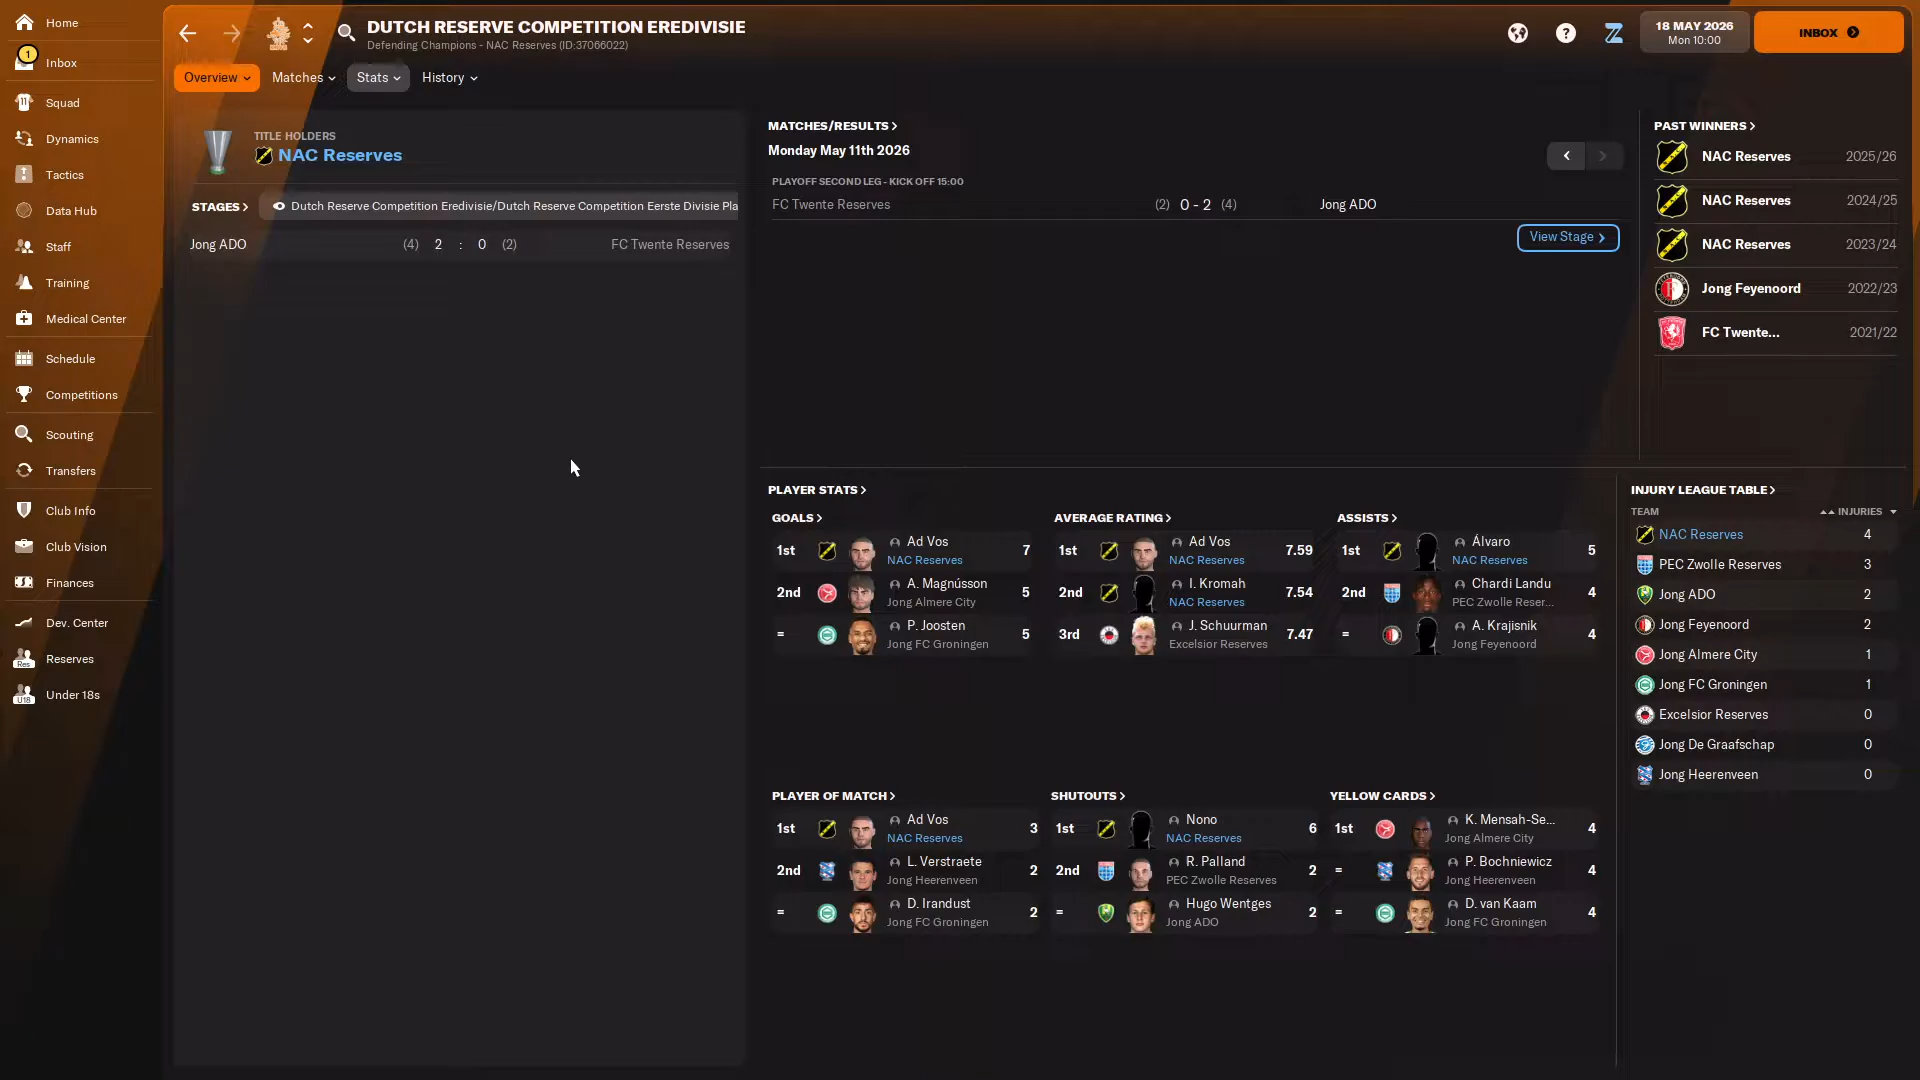 Home
1
Inbox
Squad
Dynamics
Tactics
Data Hub
Staff
Training
Medical Center
Schedule
Competitions
Scouting
Transfers
Club Info
Club Vision
Finances
Dev. Center
Res
Reserves
U18
Under 18s
DUTCH RESERVE COMPETITION EREDIVISIE
Defending Champions - NAC Reserves (ID:37066022)
18 MAY 2026
Mon 10:00
INBOX
Overview
Matches
Stats
History
TITLE HOLDERS
NAC Reserves
STAGES
Dutch Reserve Competition Eredivisie/Dutch Reserve Competition Eerste Divisie Pla
Jong ADO (4) 2 : 0 (2) FC Twente Reserves
MATCHES/RESULTS
Monday May 11th 2026
PLAYOFF SECOND LEG - KICK OFF 15:00
FC Twente Reserves (2) 0 - 2 (4) Jong ADO
View Stage
PAST WINNERS
NAC Reserves 2025/26
NAC Reserves 2024/25
NAC Reserves 2023/24
Jong Feyenoord 2022/23
FC Twente... 2021/22
PLAYER STATS
GOALS
1st Ad Vos 7
NAC Reserves
2nd A. Magnússon 5
Jong Almere City
= P. Joosten 5
Jong FC Groningen
AVERAGE RATING
1st Ad Vos 7.59
NAC Reserves
2nd I. Kromah 7.54
NAC Reserves
3rd J. Schuurman 7.47
Excelsior Reserves
ASSISTS
1st Álvaro 5
NAC Reserves
2nd Chardi Landu 4
PEC Zwolle Reser...
= A. Krajisnik 4
Jong Feyenoord
PLAYER OF MATCH
1st Ad Vos 3
NAC Reserves
2nd L. Verstraete 2
Jong Heerenveen
= D. Irandust 2
Jong FC Groningen
SHUTOUTS
1st Nono 6
NAC Reserves
2nd R. Palland 2
PEC Zwolle Reserves
= Hugo Wentges 2
Jong ADO
YELLOW CARDS
1st K. Mensah-Se... 4
Jong Almere City
= P. Bochniewicz 4
Jong Heerenveen
= D. van Kaam 4
Jong FC Groningen
INJURY LEAGUE TABLE
TEAM INJURIES
NAC Reserves 4
PEC Zwolle Reserves 3
Jong ADO 2
Jong Feyenoord 2
Jong Almere City 1
Jong FC Groningen 1
Excelsior Reserves 0
Jong De Graafschap 0
Jong Heerenveen 0